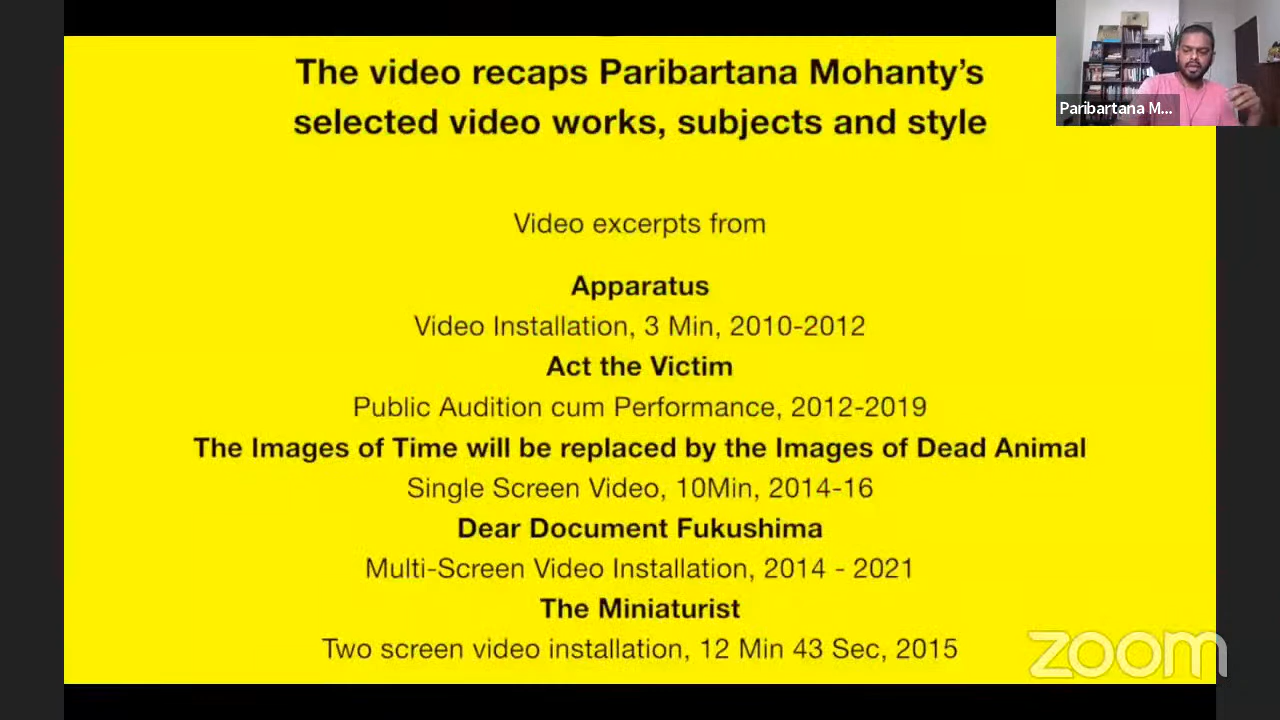 The video recaps Paribartana Mohanty’s
selected video works, subjects and style
Paribartana M...
Video excerpts from
Apparatus
Video Installation, 3 Min, 2010-2012
Act the Victim
Public Audition cum Performance, 2012-2019
The Images of Time will be replaced by the Images of Dead Animal
Single Screen Video, 10Min, 2014-16
Dear Document Fukushima
Multi-Screen Video Installation, 2014 - 2021
The Miniaturist
Two screen video installation, 12 Min 43 Sec, 2015
zoom